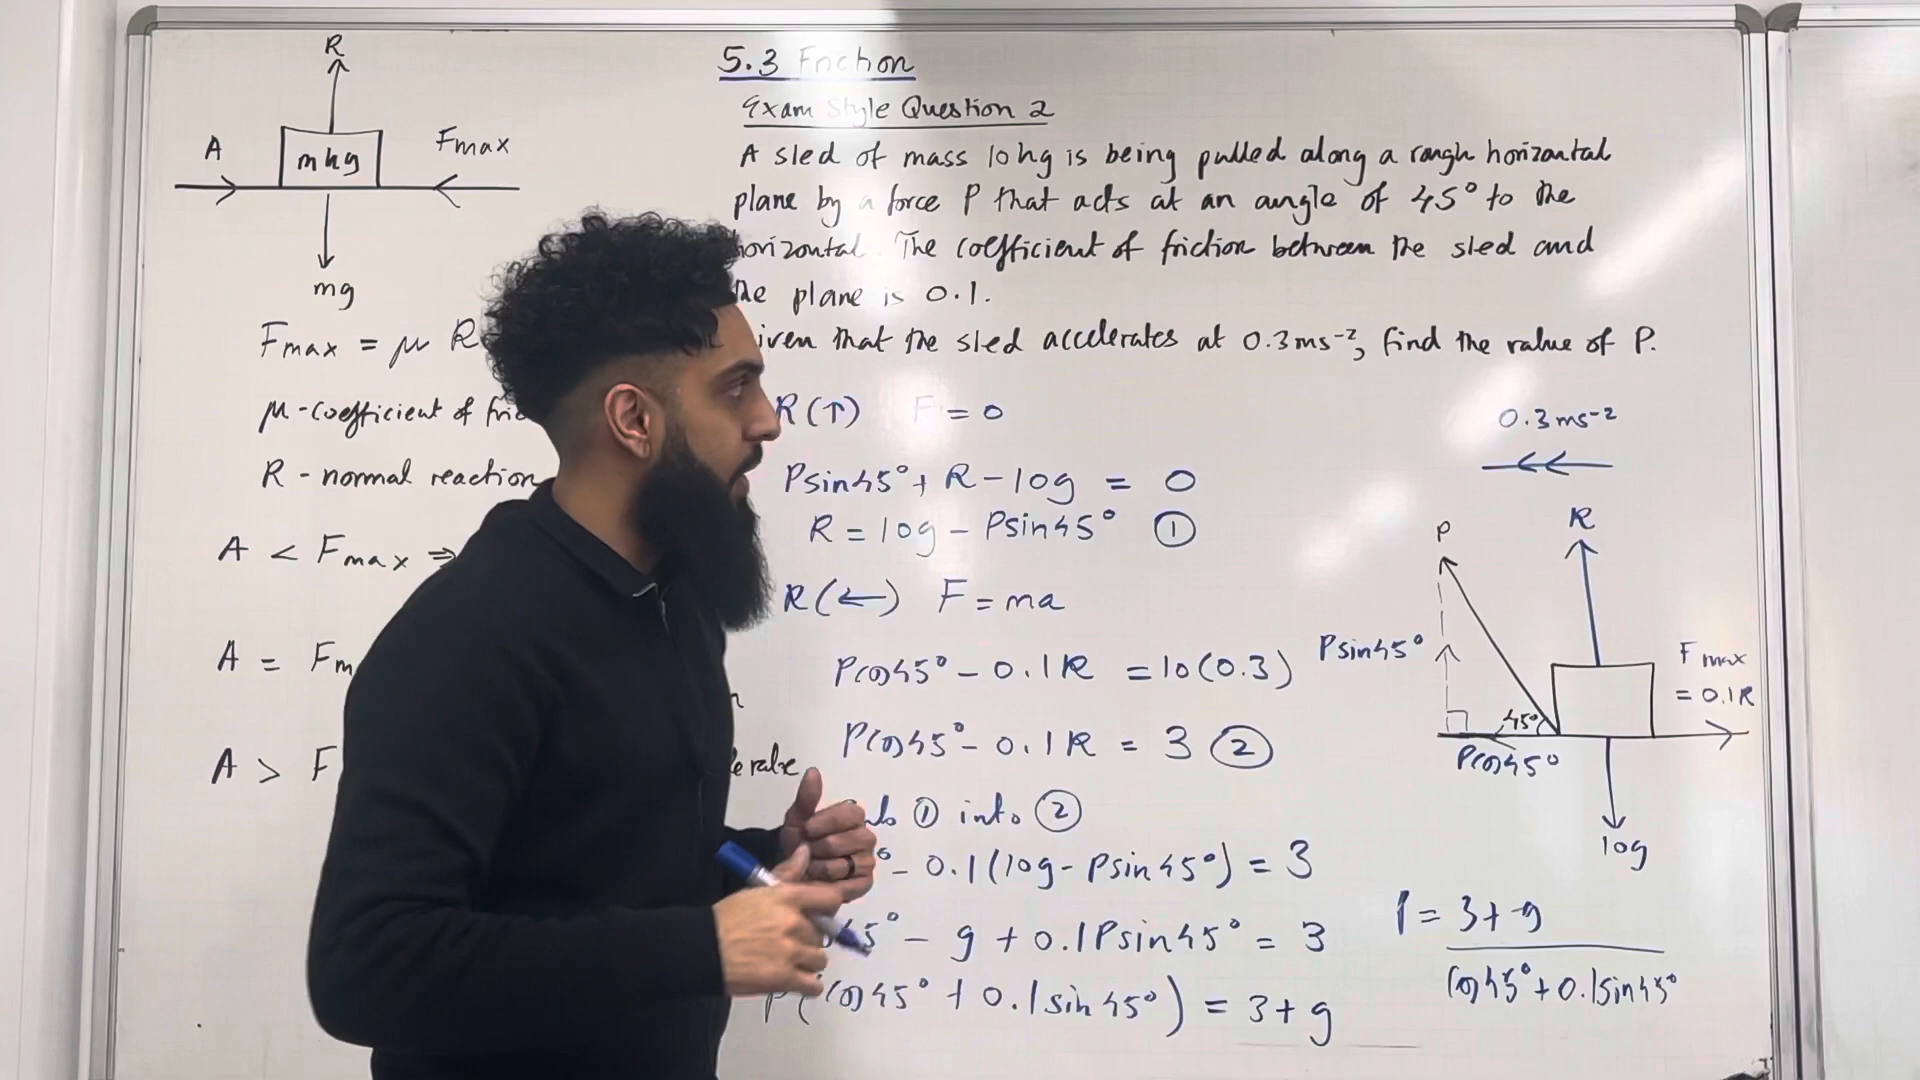 R
A
m kg
Fmax
mg
Fmax = μ R
μ - coefficient of
R - normal reaction
A < Fmax ⇒
A =
A >
5.3 Friction
Exam Style Question 2
A sled of mass 10kg is being pulled along a rough horizontal
plane by a force P that acts at an angle of 45° to the
horizontal. The coefficient of friction between the sled and
the plane is 0.1.
Given that the sled accelerates at 0.3ms⁻², find the value of P.
R(↑) F = 0
Psin45° + R - 10g = 0
R = 10g - Psin45° ①
R(←) F = ma
Pcos45° - 0.1R = 10(0.3)
Pcos45° - 0.1R = 3 ②
① into ②
- 0.1(10g - Psin45°) = 3
- g + 0.1Psin45° = 3
P(cos45° + 0.1sin45°) = 3 + g
0.3ms⁻²
P
R
Psin45°
Fmax
= 0.1R
45°
Pcos45°
10g
P = 3 + g
cos45° + 0.1sin45°